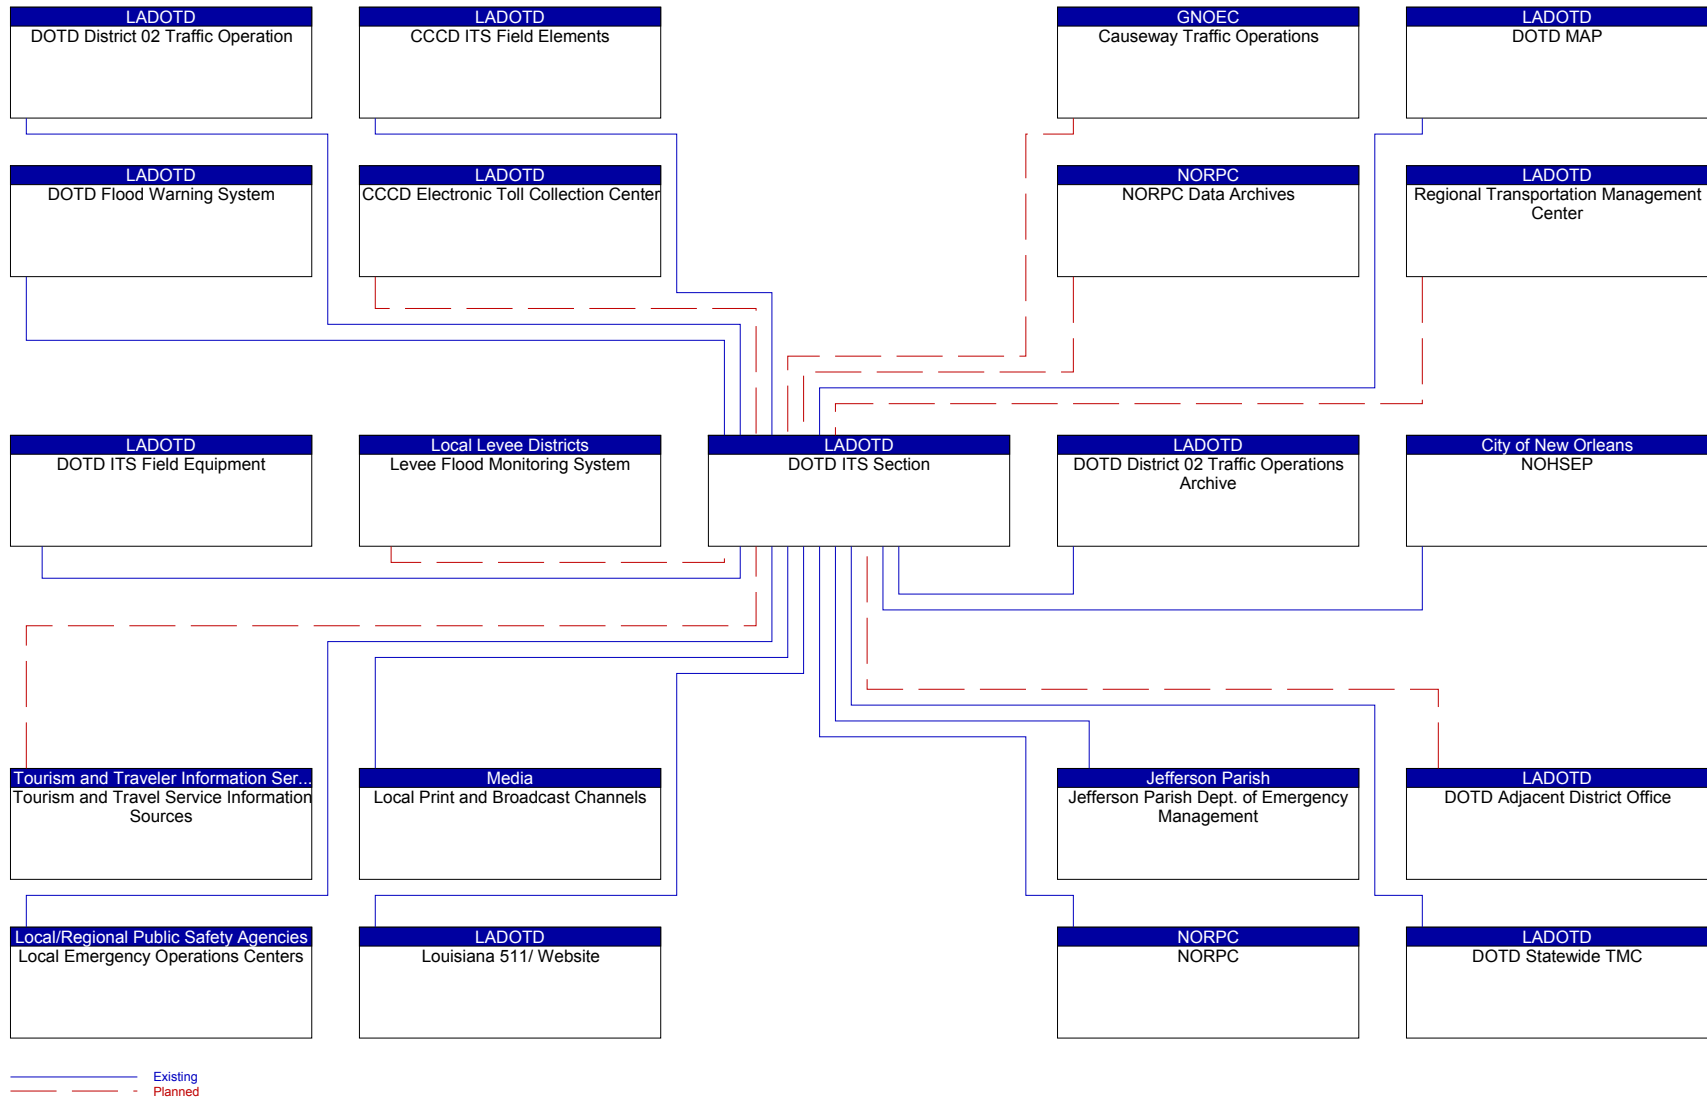 LADOTD
DOTD District 02 Traffic Operation
LADOTD
CCCD ITS Field Elements
GNOEC
Causeway Traffic Operations
LADOTD
DOTD MAP
LADOTD
DOTD Flood Warning System
LADOTD
CCCD Electronic Toll Collection Center
NORPC
NORPC Data Archives
LADOTD
Regional Transportation Management
Center
LADOTD
DOTD ITS Field Equipment
Local Levee Districts
Levee Flood Monitoring System
LADOTD
DOTD ITS Section
LADOTD
DOTD District 02 Traffic Operations
Archive
City of New Orleans
NOHSEP
Tourism and Traveler Information Ser...
Tourism and Travel Service Information
Sources
Media
Local Print and Broadcast Channels
Jefferson Parish
Jefferson Parish Dept. of Emergency
Management
LADOTD
DOTD Adjacent District Office
Local/Regional Public Safety Agencies
Local Emergency Operations Centers
LADOTD
Louisiana 511/ Website
NORPC
NORPC
LADOTD
DOTD Statewide TMC
Existing
Planned